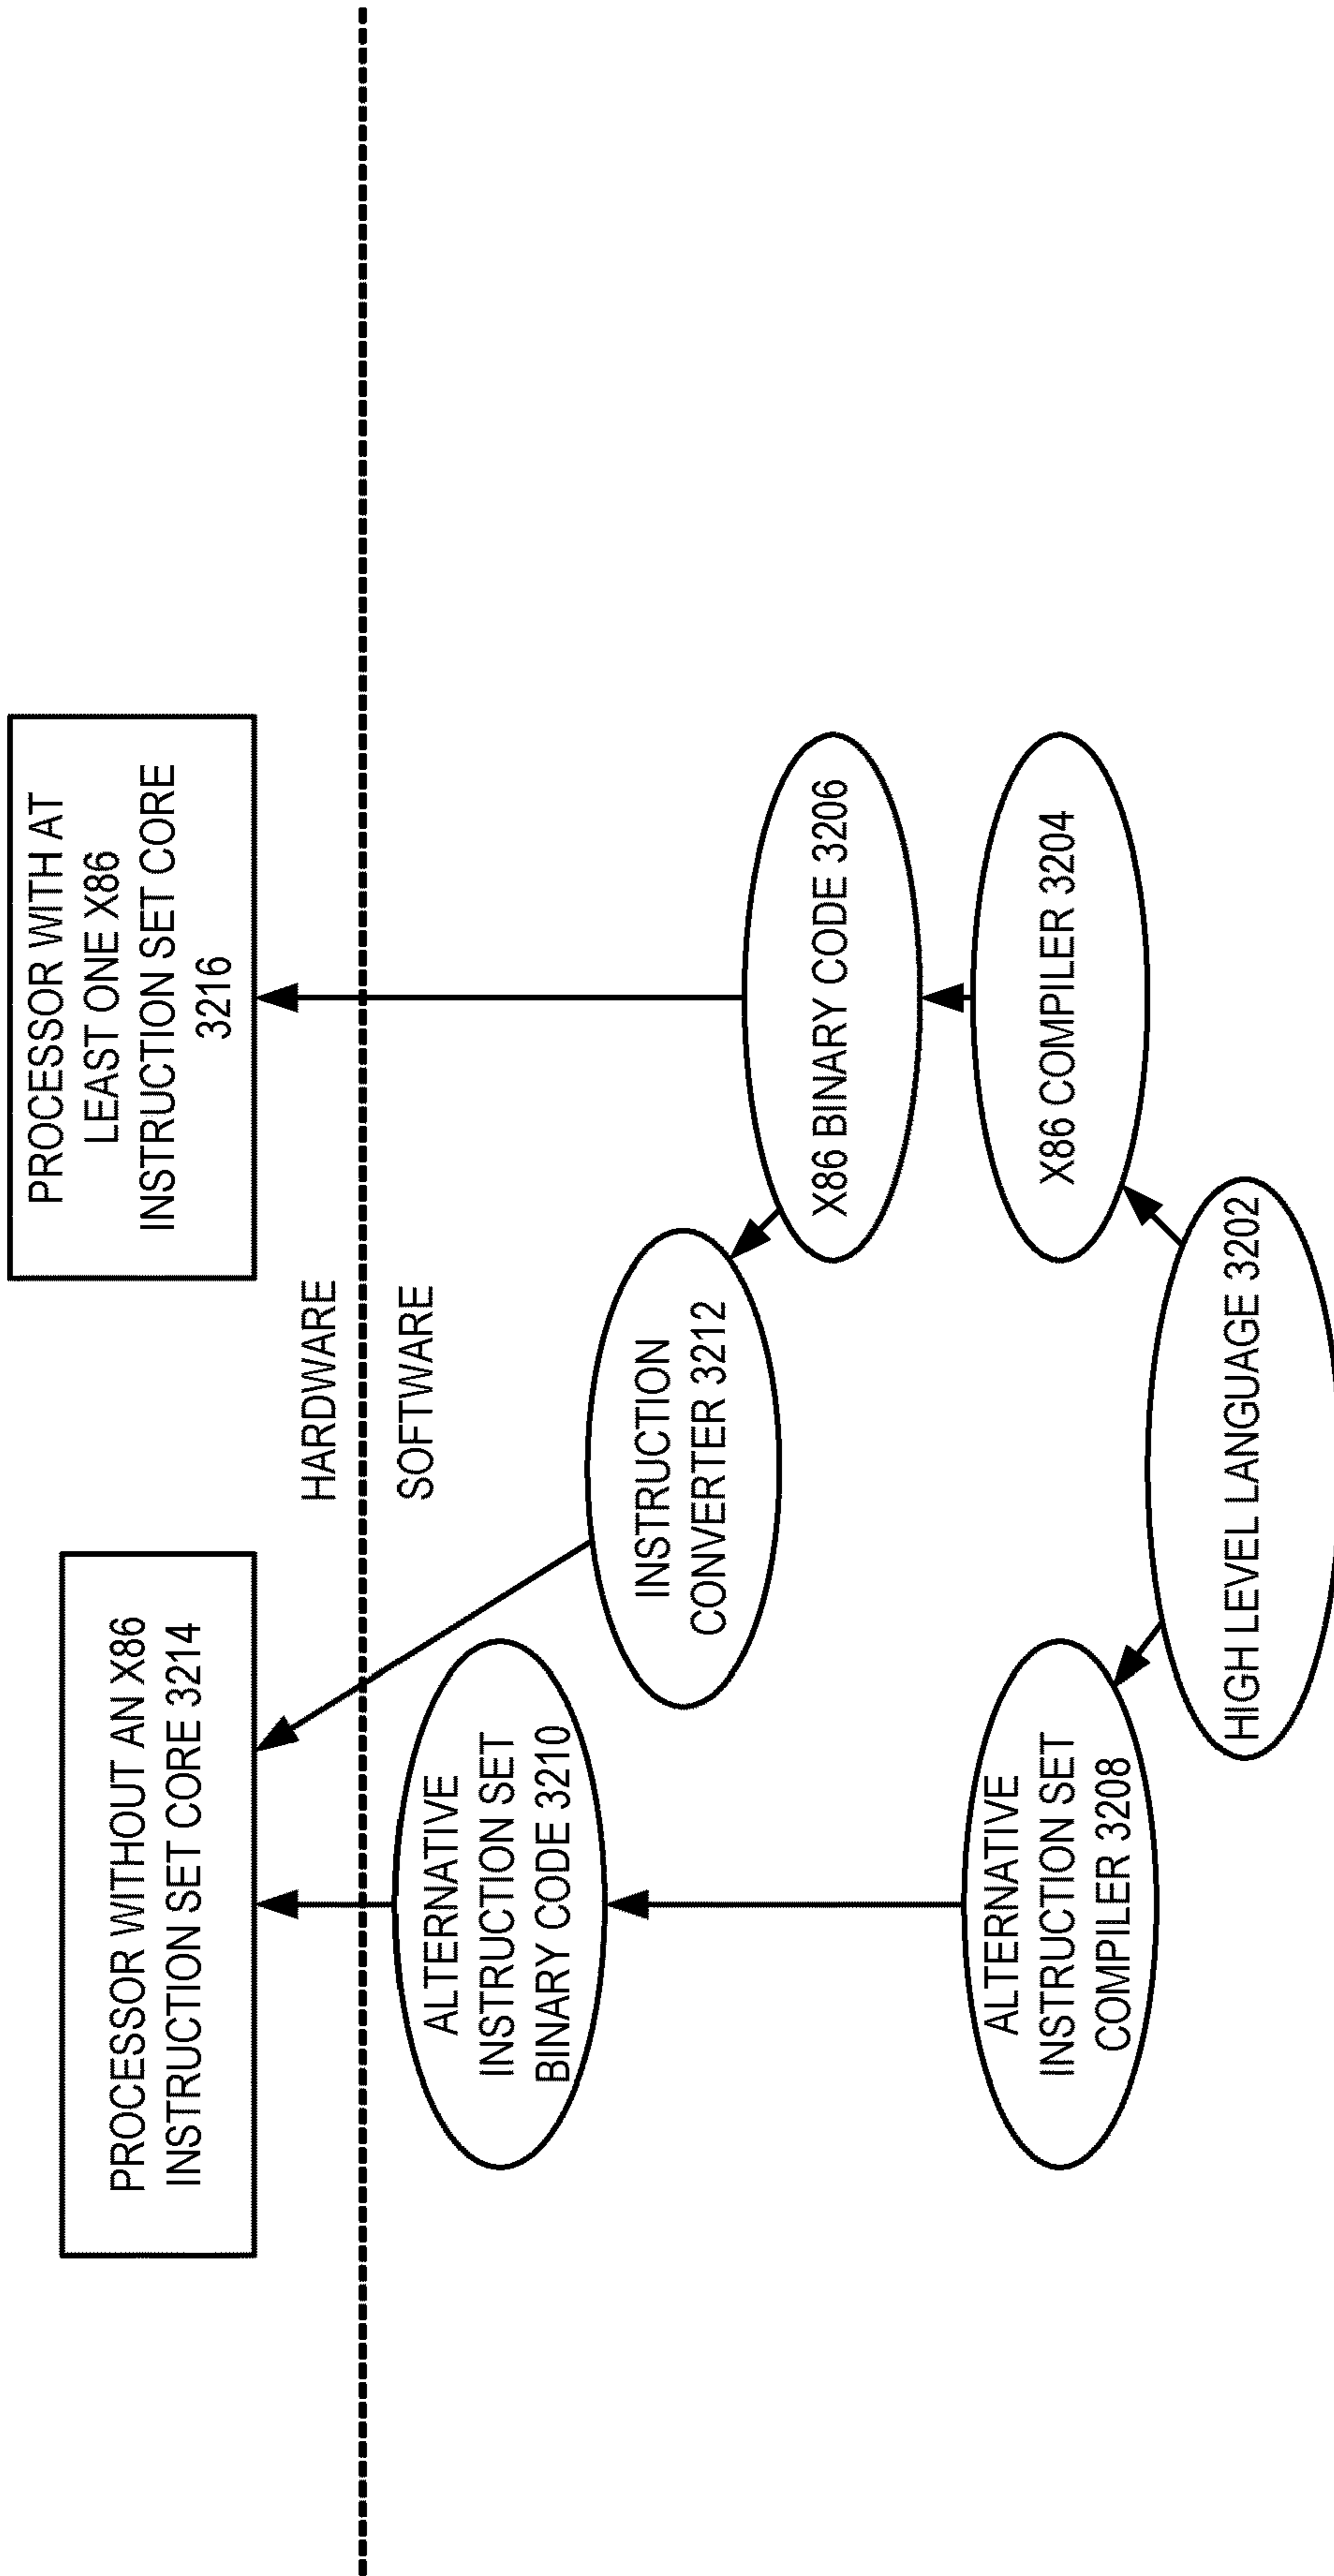 PROCESSOR WITHOUT AN X86
INSTRUCTION SET CORE 3214
PROCESSOR WITH AT
LEAST ONE X86
INSTRUCTION SET CORE
3216
HARDWARE
SOFTWARE
ALTERNATIVE
INSTRUCTION SET
BINARY CODE 3210
INSTRUCTION
CONVERTER 3212
X86 BINARY CODE 3206
ALTERNATIVE
INSTRUCTION SET
COMPILER 3208
X86 COMPILER 3204
HIGH LEVEL LANGUAGE 3202